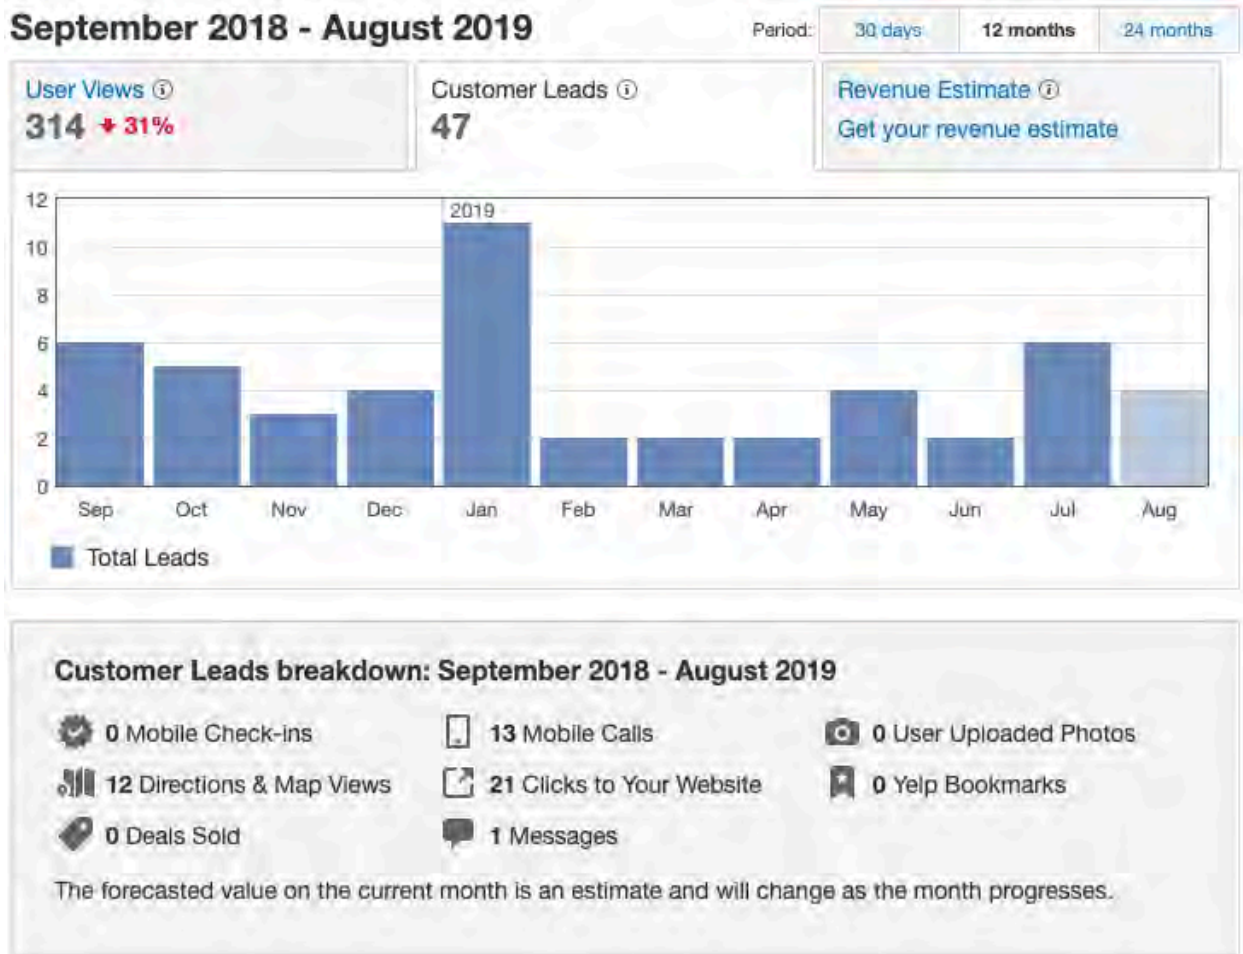 September 2018 - August 2019
Period: 30 days 12 months 24 months
User Views
314 31%
Customer Leads
47
Revenue Estimate
Get your revenue estimate
12
10
8
6
4
2
0
2019
Sep Oct Nov Dec Jan Feb Mar Apr May Jun Jul Aug
Total Leads
Customer Leads breakdown: September 2018 - August 2019
0 Mobile Check-ins 13 Mobile Calls 0 User Uploaded Photos
12 Directions & Map Views 21 Clicks to Your Website 0 Yelp Bookmarks
0 Deals Sold 1 Messages
The forecasted value on the current month is an estimate and will change as the month progresses.